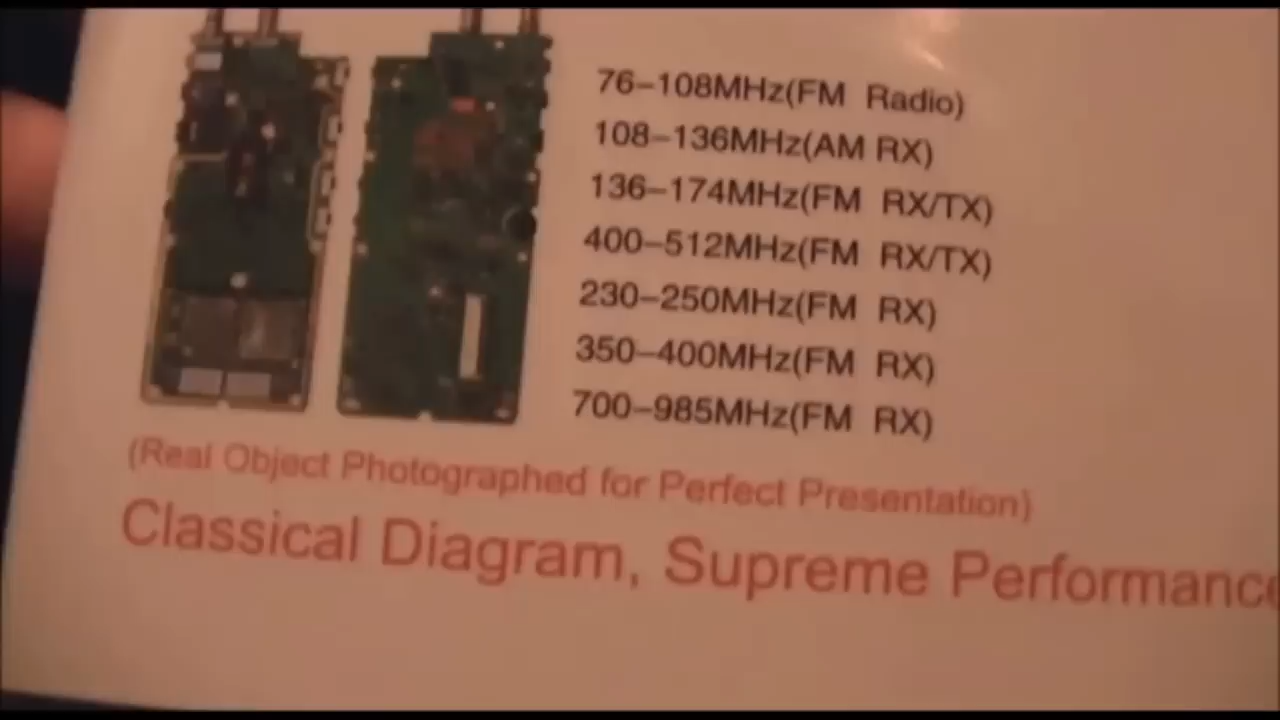 76–108MHz(FM Radio)
108–136MHz(AM RX)
136–174MHz(FM RX/TX)
400–512MHz(FM RX/TX)
230–250MHz(FM RX)
350–400MHz(FM RX)
700–985MHz(FM RX)
(Real Object Photographed for Perfect Presentation)
Classical Diagram, Supreme Performance